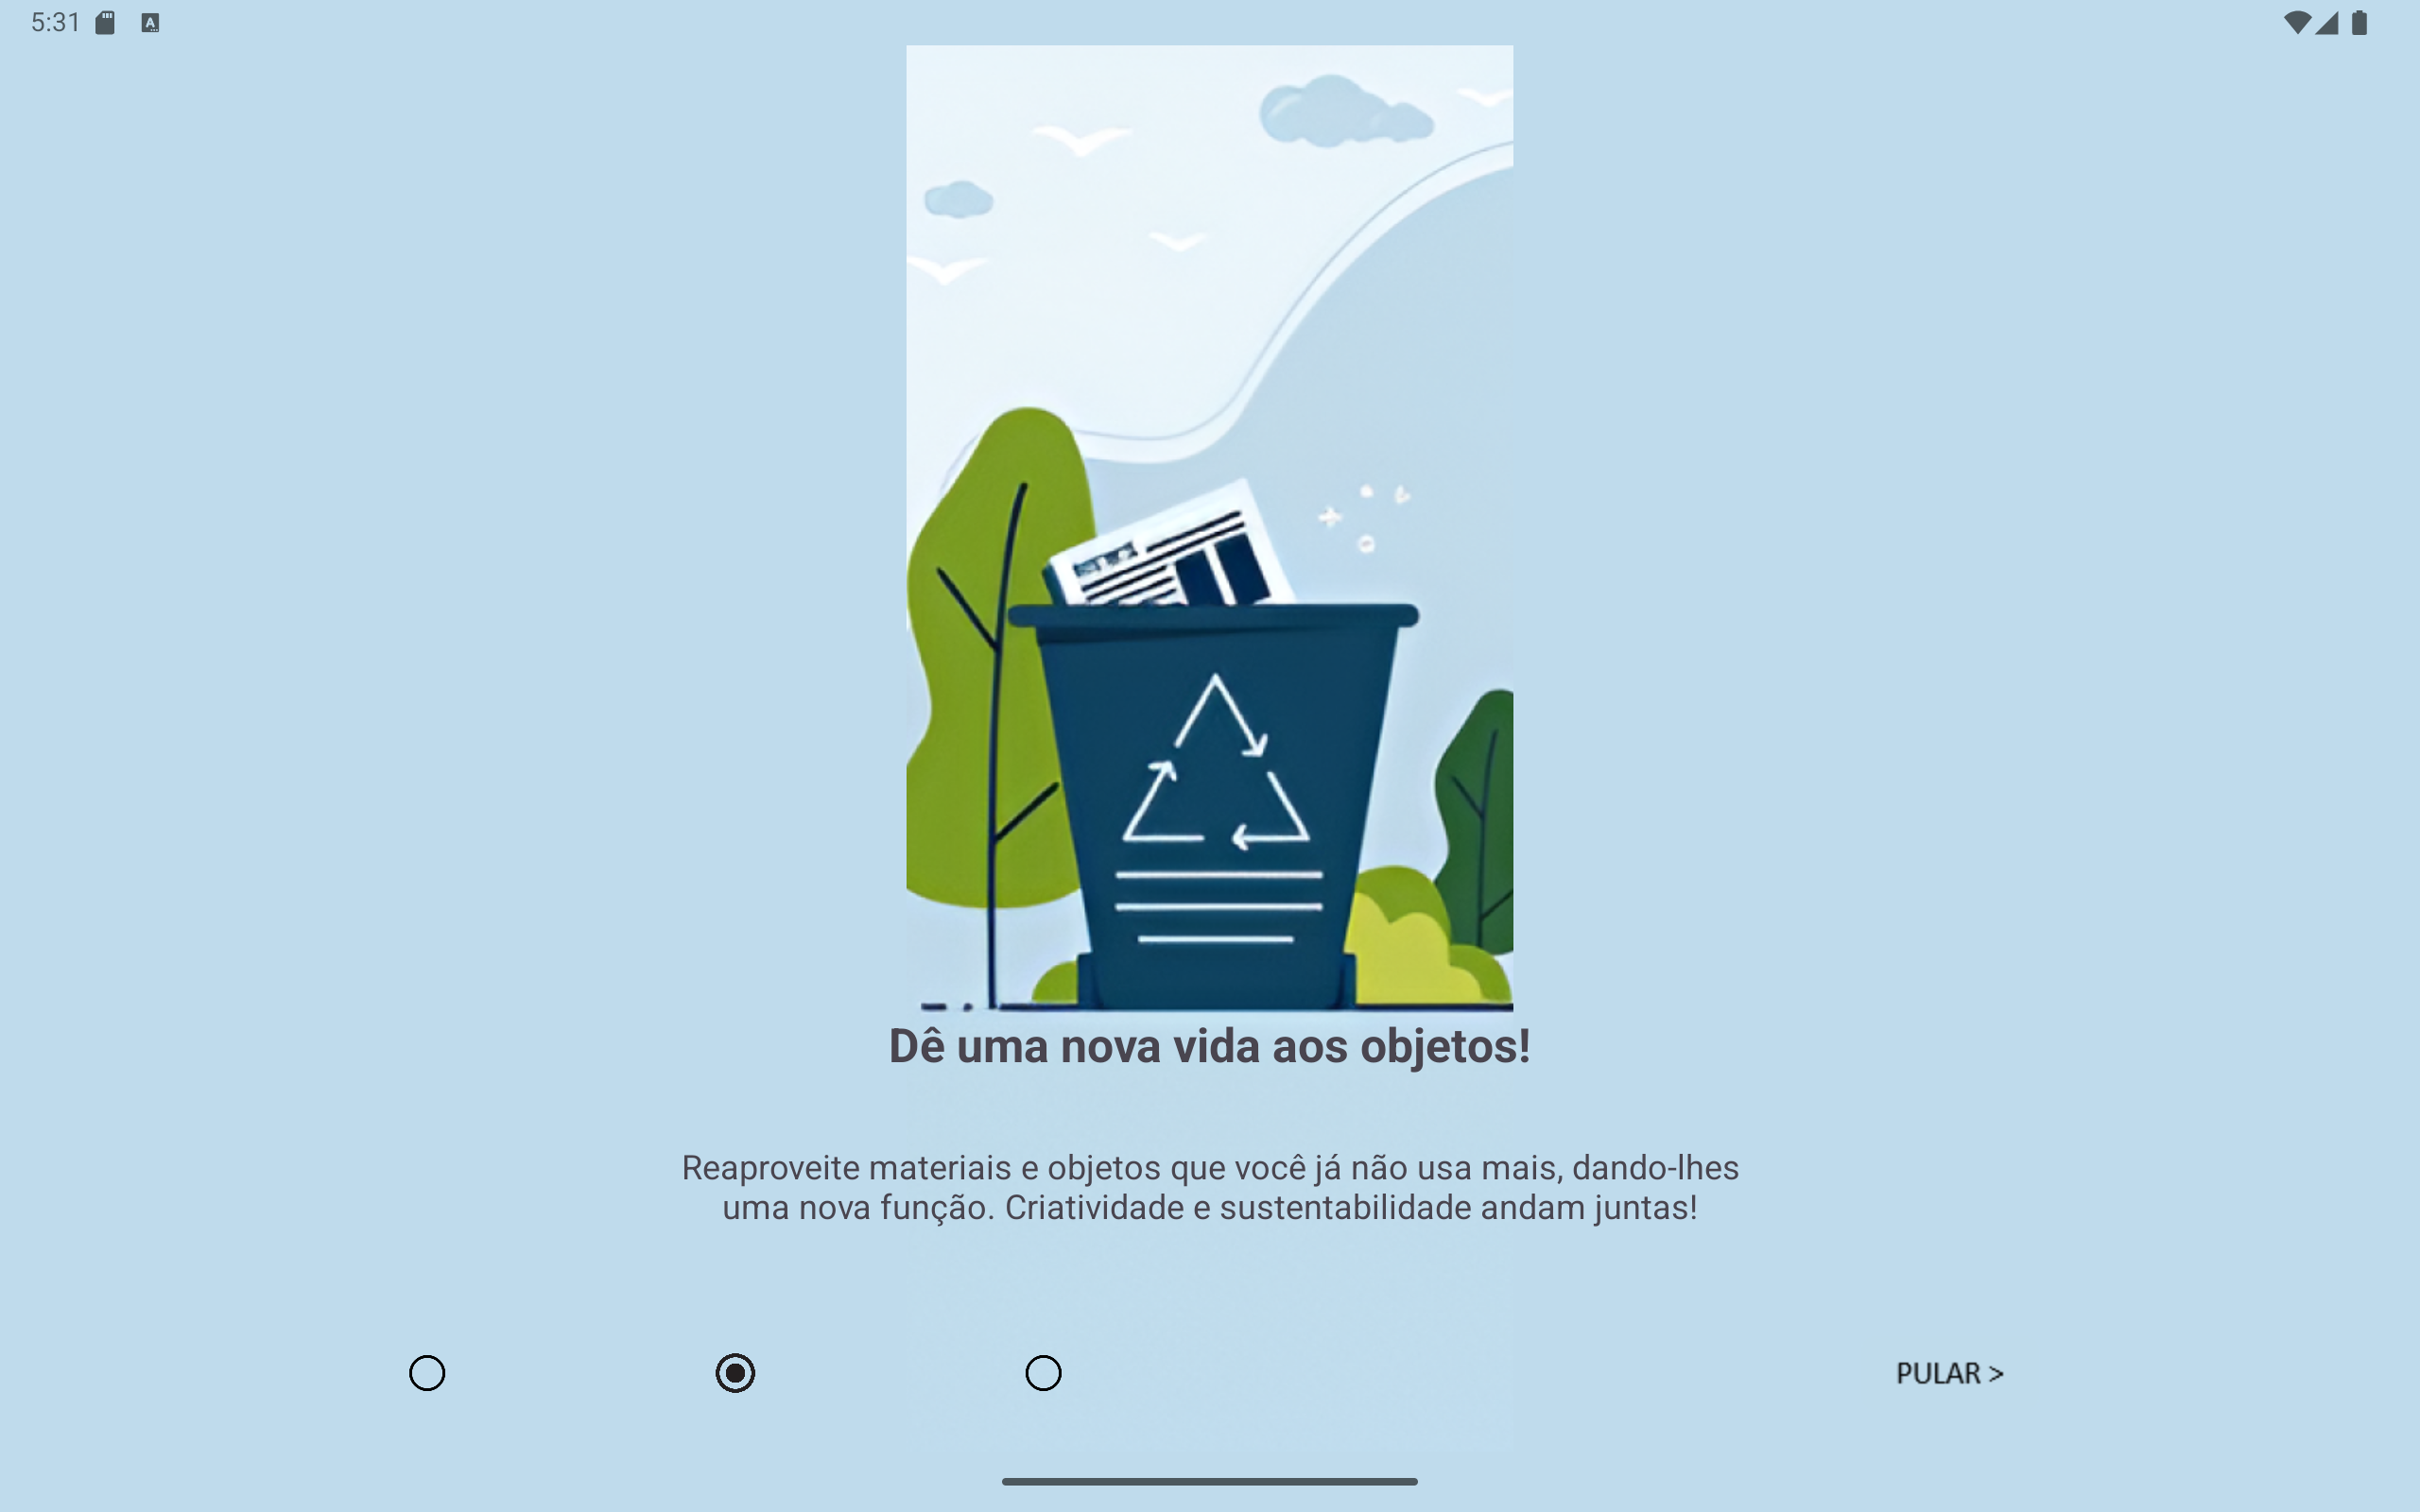 5:31
Dê uma nova vida aos objetos!
Reaproveite materiais e objetos que você já não usa mais, dando-lhes
uma nova função. Criatividade e sustentabilidade andam juntas!
PULAR >